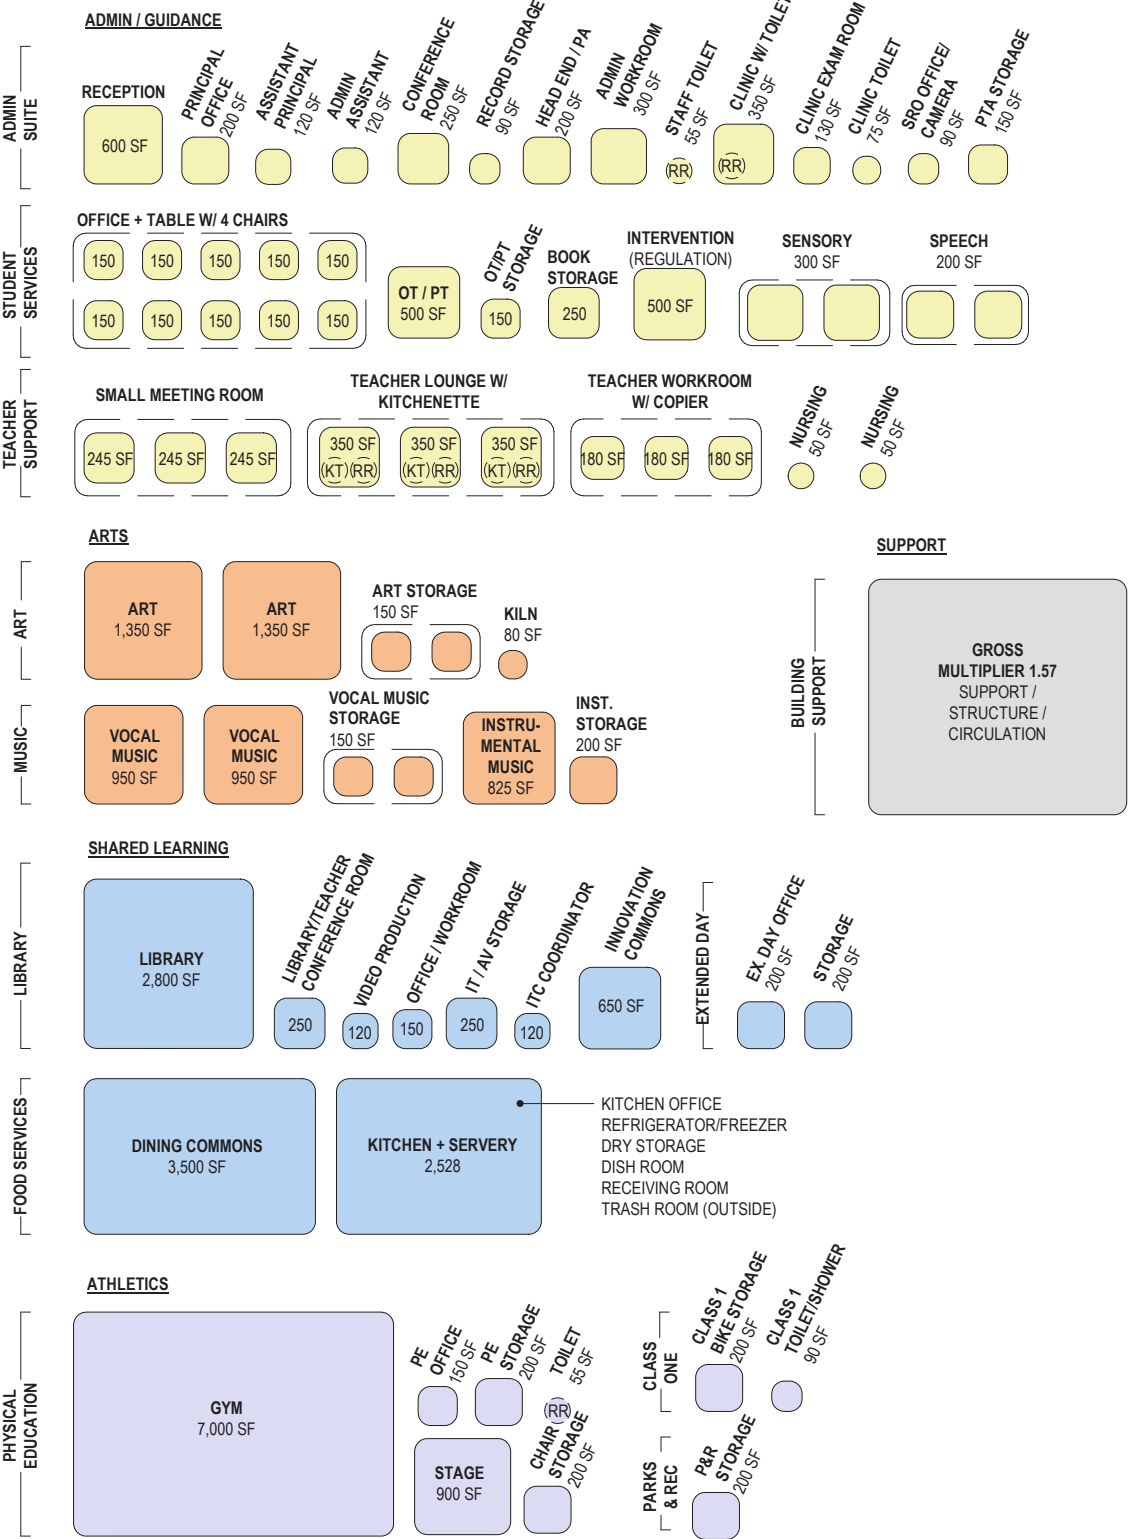 ADMIN / GUIDANCE
ADMIN
SUITE
RECEPTION
600 SF
PRINCIPAL
OFFICE
200 SF
ASSISTANT
PRINCIPAL
120 SF
ADMIN
ASSISTANT
120 SF
CONFERENCE
ROOM
250 SF
RECORD STORAGE
90 SF
HEAD END / PA
200 SF
ADMIN
WORKROOM
300 SF
STAFF TOILET
55 SF
(RR)
CLINIC W/ TOILET
350 SF
(RR)
CLINIC EXAM ROOM
130 SF
CLINIC TOILET
75 SF
SRO OFFICE/
CAMERA
90 SF
PTA STORAGE
150 SF
STUDENT
SERVICES
OFFICE + TABLE W/ 4 CHAIRS
150 150 150 150 150
150 150 150 150 150
OT / PT
500 SF
OT/PT
STORAGE
150
BOOK
STORAGE
250
INTERVENTION
(REGULATION)
500 SF
SENSORY
300 SF
SPEECH
200 SF
TEACHER
SUPPORT
SMALL MEETING ROOM
245 SF 245 SF 245 SF
TEACHER LOUNGE W/
KITCHENETTE
350 SF 350 SF 350 SF
(KT)(RR) (KT)(RR) (KT)(RR)
TEACHER WORKROOM
W/ COPIER
180 SF 180 SF 180 SF
NURSING
50 SF
NURSING
50 SF
ARTS
ART
ART
1,350 SF
ART
1,350 SF
ART STORAGE
150 SF
KILN
80 SF
MUSIC
VOCAL
MUSIC
950 SF
VOCAL
MUSIC
950 SF
VOCAL MUSIC
STORAGE
150 SF
INSTRU-
MENTAL
MUSIC
825 SF
INST.
STORAGE
200 SF
SUPPORT
BUILDING
SUPPORT
GROSS
MULTIPLIER 1.57
SUPPORT /
STRUCTURE /
CIRCULATION
SHARED LEARNING
LIBRARY
LIBRARY
2,800 SF
LIBRARY/TEACHER
CONFERENCE ROOM
250
VIDEO PRODUCTION
120
OFFICE / WORKROOM
150
IT / AV STORAGE
250
ITC COORDINATOR
120
INNOVATION
COMMONS
650 SF
EXTENDED DAY
EX. DAY OFFICE
200 SF
STORAGE
200 SF
FOOD SERVICES
DINING COMMONS
3,500 SF
KITCHEN + SERVERY
2,528
KITCHEN OFFICE
REFRIGERATOR/FREEZER
DRY STORAGE
DISH ROOM
RECEIVING ROOM
TRASH ROOM (OUTSIDE)
ATHLETICS
PHYSICAL
EDUCATION
GYM
7,000 SF
PE
OFFICE
150 SF
PE
STORAGE
200 SF
TOILET
55 SF
(RR)
STAGE
900 SF
CHAIR
STORAGE
200 SF
CLASS
ONE
CLASS 1
BIKE STORAGE
200 SF
CLASS 1
TOILET/SHOWER
90 SF
PARKS
& REC
P&R
STORAGE
200 SF